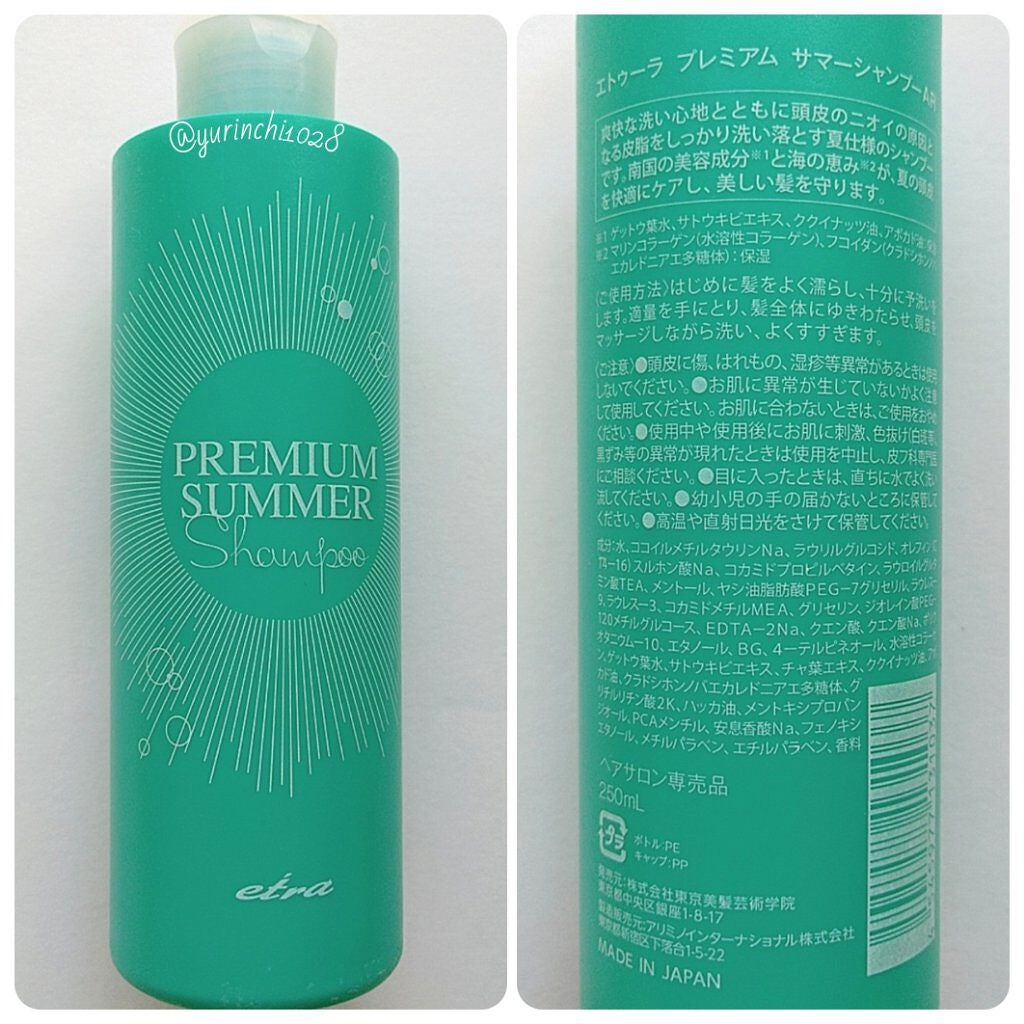 @yurinchi1028
PREMIUM
SUMMER
Shampoo
etra
エトゥーラ プレミアム サマーシャンプー
爽快な洗い心地とともに頭皮のニオイの原因と
なる皮脂をしっかり洗い落とす夏仕様のシャンプー
です。南国の美容成分※1と海の恵み※2が、夏の頭皮
を快適にケアし、美しい髪を守ります。
※1 ゲットウ葉水、サトウキビエキス、ククイナッツ油、アボカド油
※2 マリンコラーゲン(水溶性コラーゲン)、フコイダン(クラドシホンノバ
エカレドニアエ多糖体):保湿
〈ご使用方法〉はじめに髪をよく濡らし、十分に予洗いを
します。適量を手にとり、髪全体にゆきわたらせ、頭皮を
マッサージしながら洗い、よくすすぎます。
〈ご注意〉●頭皮に傷、はれもの、湿疹等異常があるときは使用
しないでください。●お肌に異常が生じていないかよく注意
して使用してください。お肌に合わないときは、ご使用をおやめ
ください。●使用中や使用後にお肌に刺激、色抜け(白斑等)、
黒ずみ等の異常が現れたときは使用を中止し、皮フ科専門医
にご相談ください。●目に入ったときは、直ちに水でよく洗い
流してください。●幼小児の手の届かないところに保管して
ください。●高温や直射日光をさけて保管してください。
成分:水、ココイルメチルタウリンNa、ラウリルグルコシド、オレフィン(C
14-16)スルホン酸Na、コカミドプロピルベタイン、ラウロイルグルタ
ミン酸TEA、メントール、ヤシ油脂肪酸PEG-7グリセリル、ラウレス-
9、ラウレス-3、コカミドメチルMEA、グリセリン、ジオレイン酸PEG-
120メチルグルコース、EDTA-2Na、クエン酸、クエン酸Na、ポリク
オタニウム-10、エタノール、BG、4-テルピネオール、水溶性コラーゲ
ン、ゲットウ葉水、サトウキビエキス、チャ葉エキス、ククイナッツ油、アボ
カド油、クラドシホンノバエカレドニアエ多糖体、グ
リチルリチン酸2K、ハッカ油、メントキシプロパン
ジオール、PCAメンチル、安息香酸Na、フェノキシ
エタノール、メチルパラベン、エチルパラベン、香料
ヘアサロン専売品
250mL
プラ
ボトル:PE
キャップ:PP
発売元:株式会社東京美髪芸術学院
東京都中央区銀座1-8-17
製造販売元:アリミノインターナショナル株式会社
東京都新宿区下落合1-5-22
MADE IN JAPAN